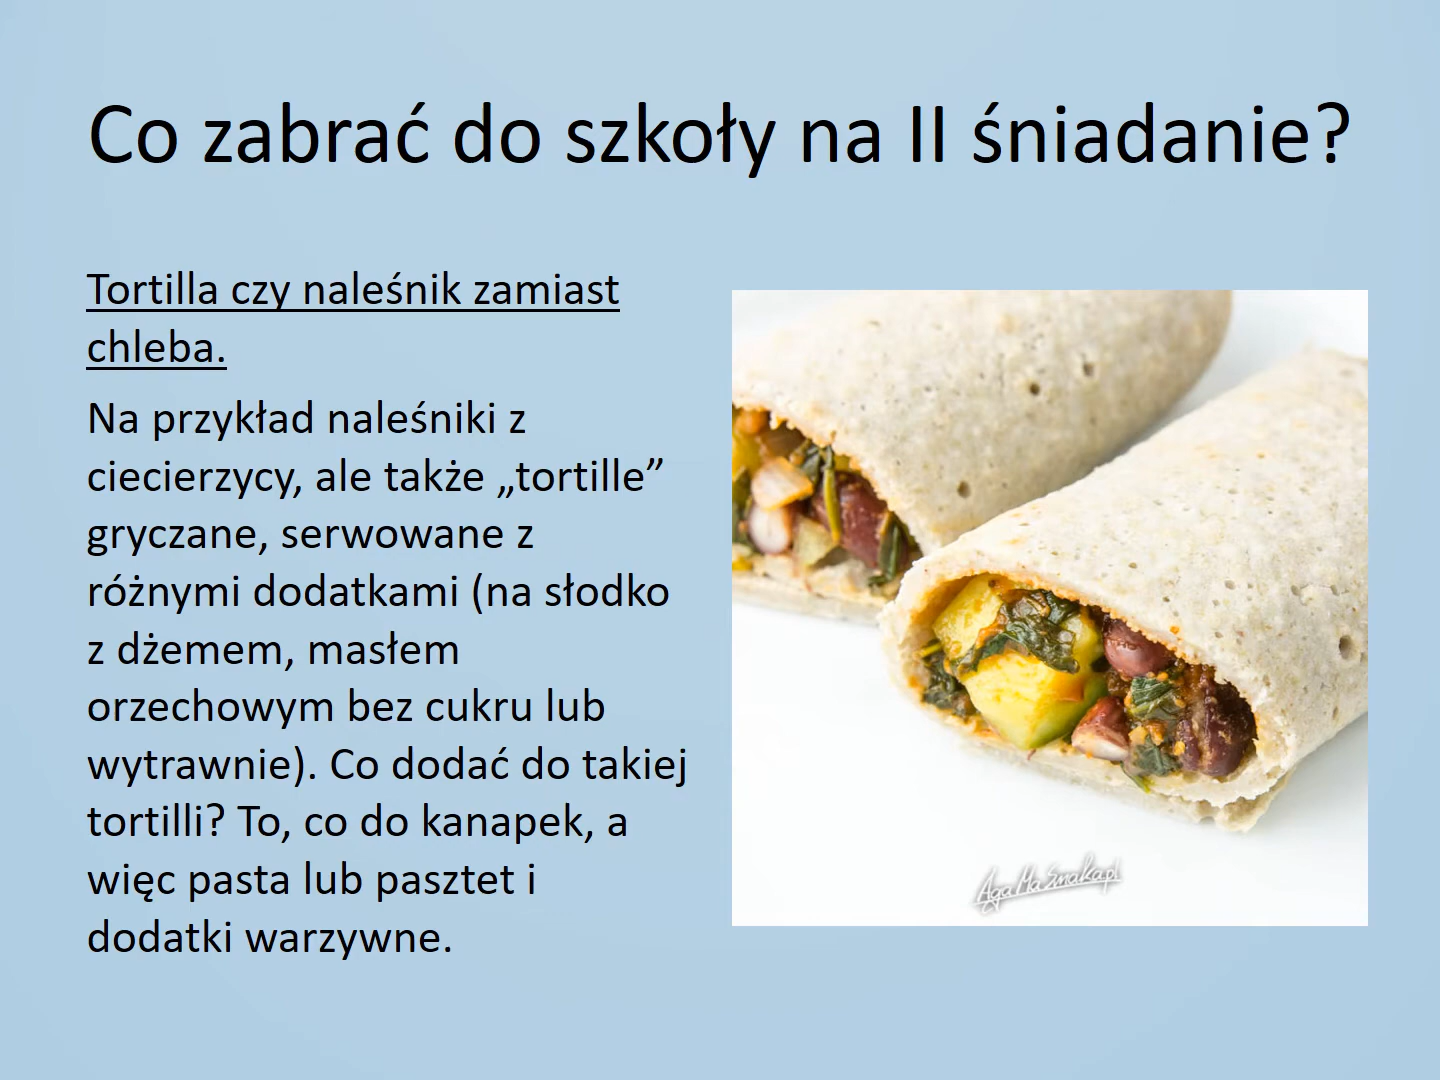 Co zabrać do szkoły na II śniadanie?
Tortilla czy naleśnik zamiast
chleba.
Na przykład naleśniki z
ciecierzycy, ale także „tortille”
gryczane, serwowane z
różnymi dodatkami (na słodko
z dżemem, masłem
orzechowym bez cukru lub
wytrawnie). Co dodać do takiej
tortilli? To, co do kanapek, a
więc pasta lub pasztet i
dodatki warzywne.
AgaMaSmaka.pl